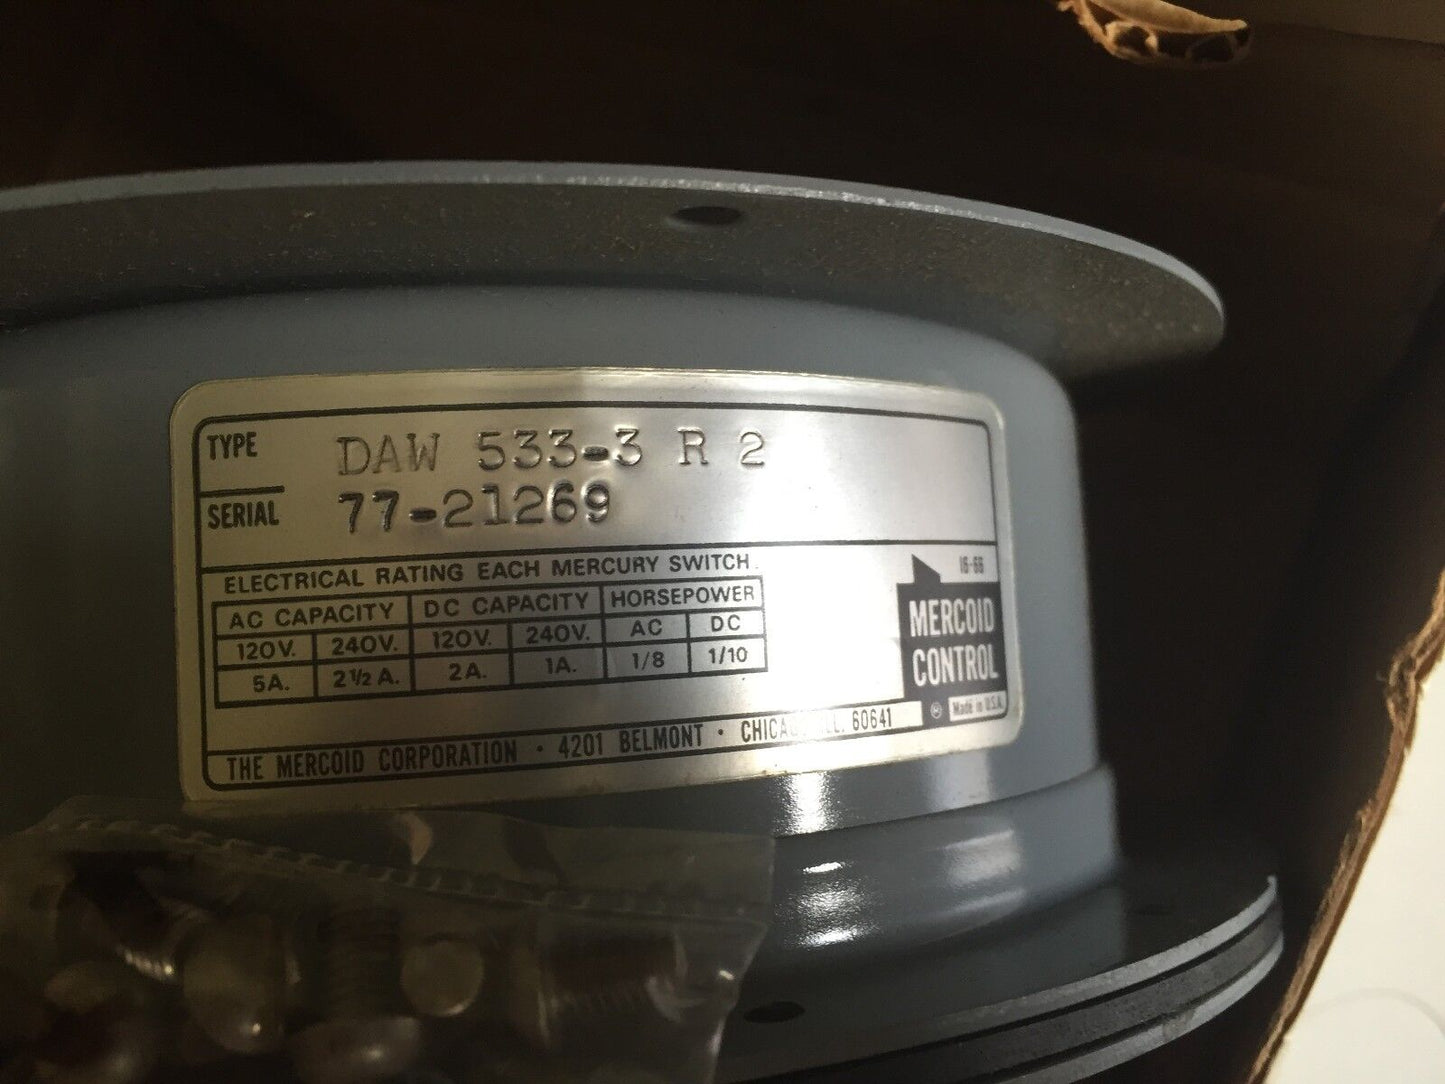 TYPE DAW 533-3 R 2
SERIAL 77-21269
ELECTRICAL RATING EACH MERCURY SWITCH.
AC CAPACITY DC CAPACITY HORSEPOWER
120V. 240V. 120V. 240V. AC DC
5A. 2½ A. 2A. 1A. 1/8 1/10
16-66
MERCOID
CONTROL
M Made in U.S.A.
THE MERCOID CORPORATION · 4201 BELMONT · 60641